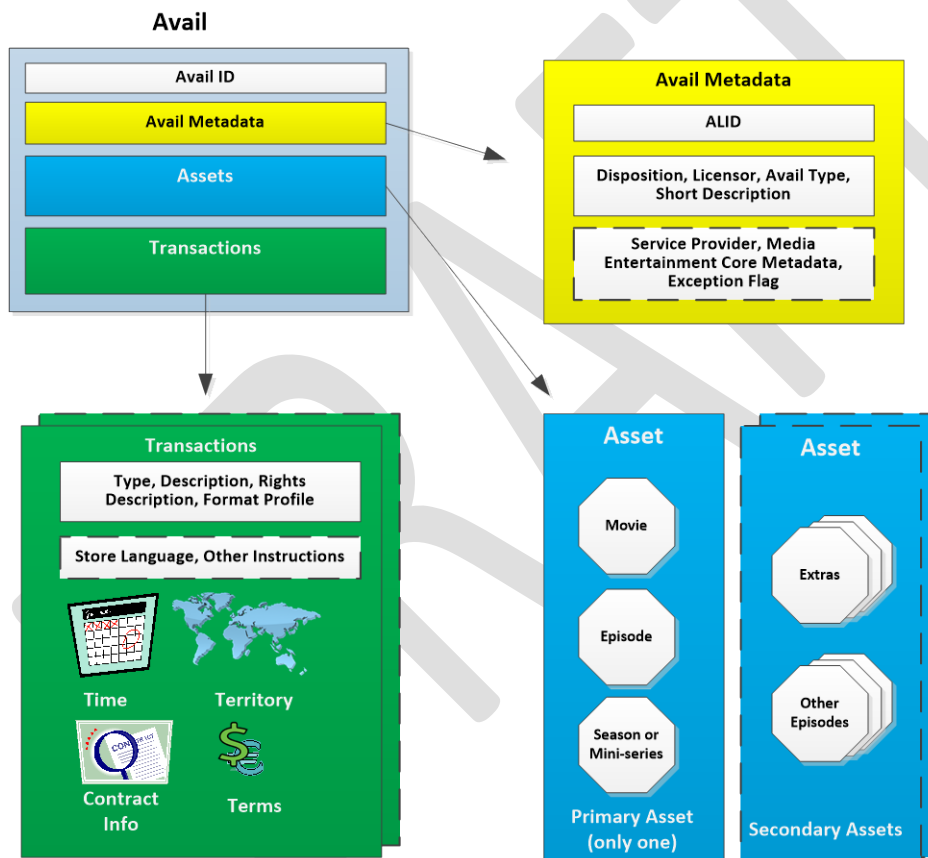 Avail
Avail ID
Avail Metadata
Assets
Transactions
Avail Metadata
ALID
Disposition, Licensor, Avail Type,
Short Description
Service Provider, Media
Entertainment Core Metadata,
Exception Flag
Transactions
Type, Description, Rights
Description, Format Profile
Store Language, Other Instructions
Time
Territory
Contract
Info
Terms
Asset
Movie
Episode
Season or
Mini-series
Primary Asset
(only one)
Asset
Extras
Other
Episodes
Secondary Assets